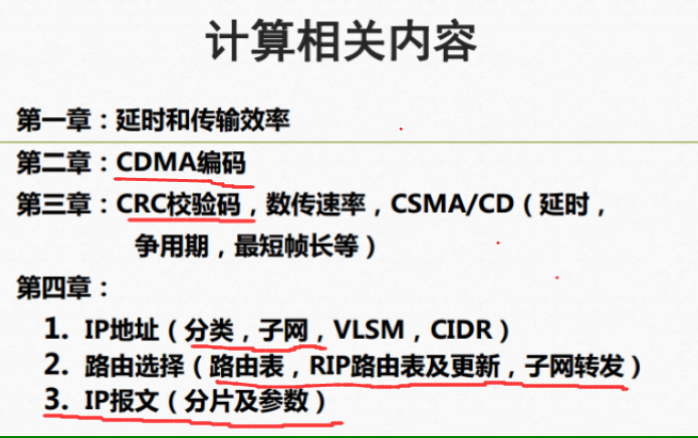 计算相关内容
第一章：延时和传输效率
第二章：CDMA编码
第三章：CRC校验码，数传速率，CSMA/CD（延时，
争用期，最短帧长等）
第四章：
1. IP地址（分类，子网，VLSM，CIDR）
2. 路由选择（路由表，RIP路由表及更新，子网转发）
3. IP报文（分片及参数）